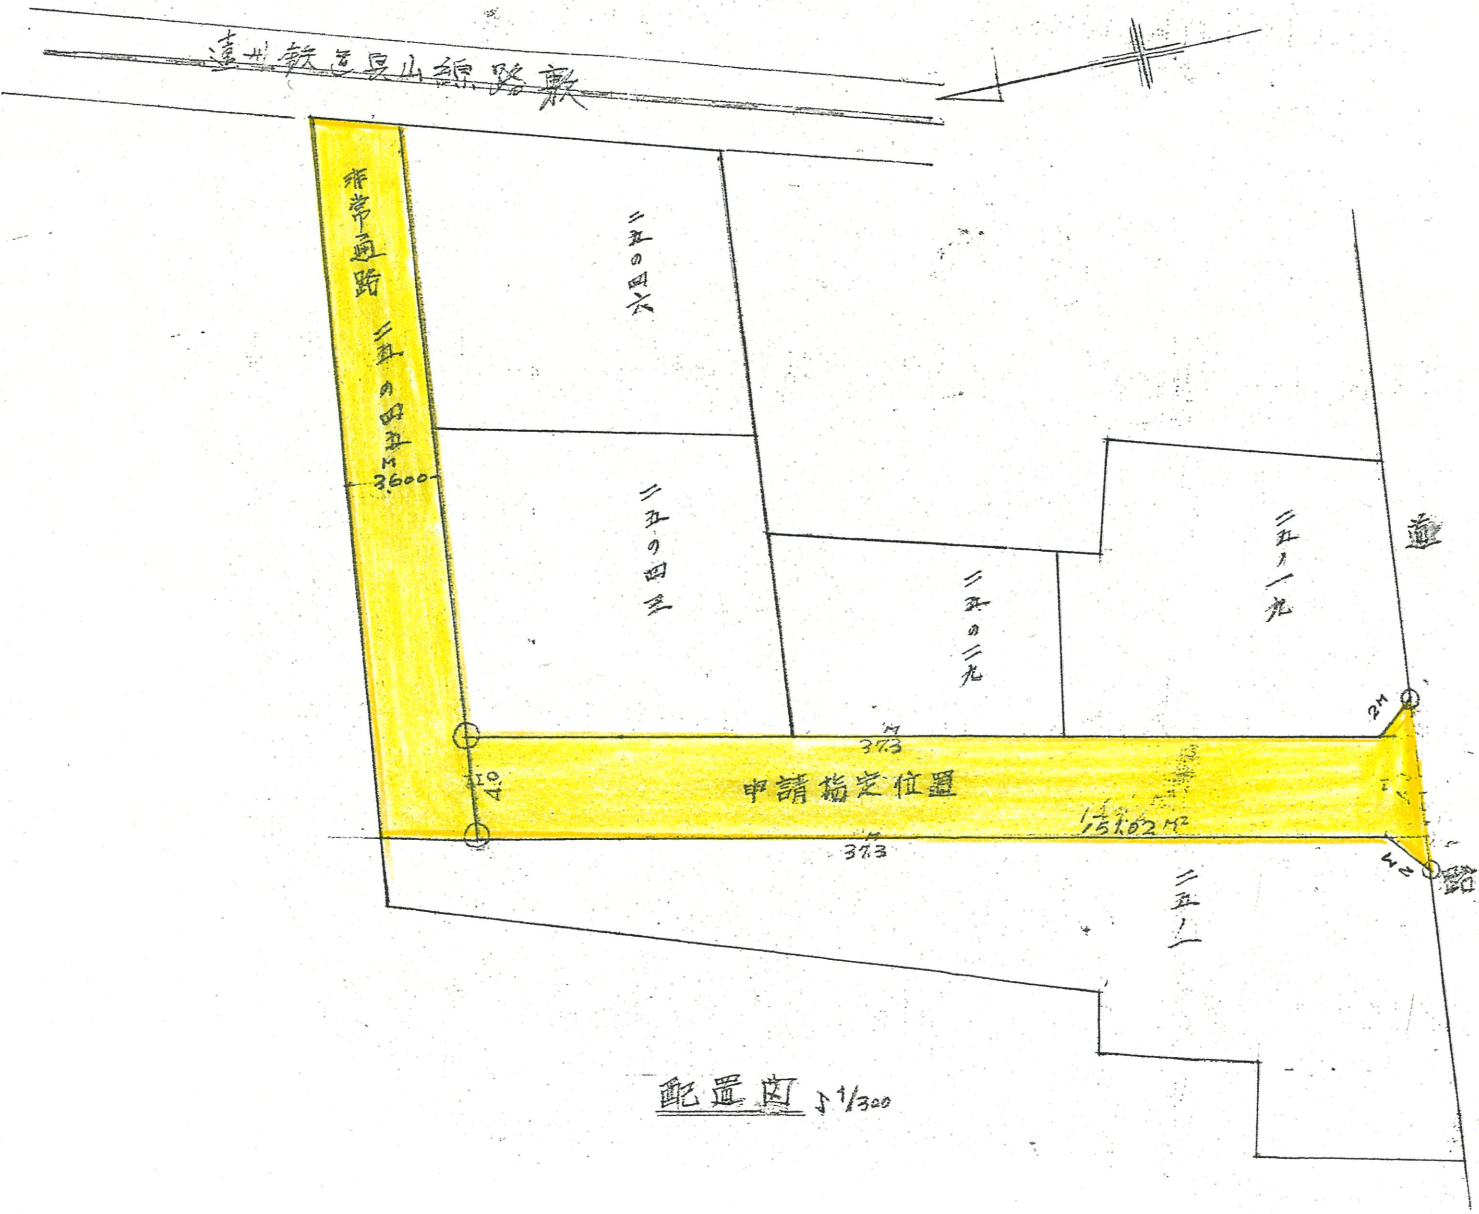 遠州鉄道奥山線路敷
非常通路
二五の四五
M
3.600
二五の四六
二五の四三
二五の二九
二五ノ一九
道
路
2M
M
37.3
M
4.0
申請指定位置
151.02 M²
M
37.3
2M
二五ノ一
配置図 S 1/300